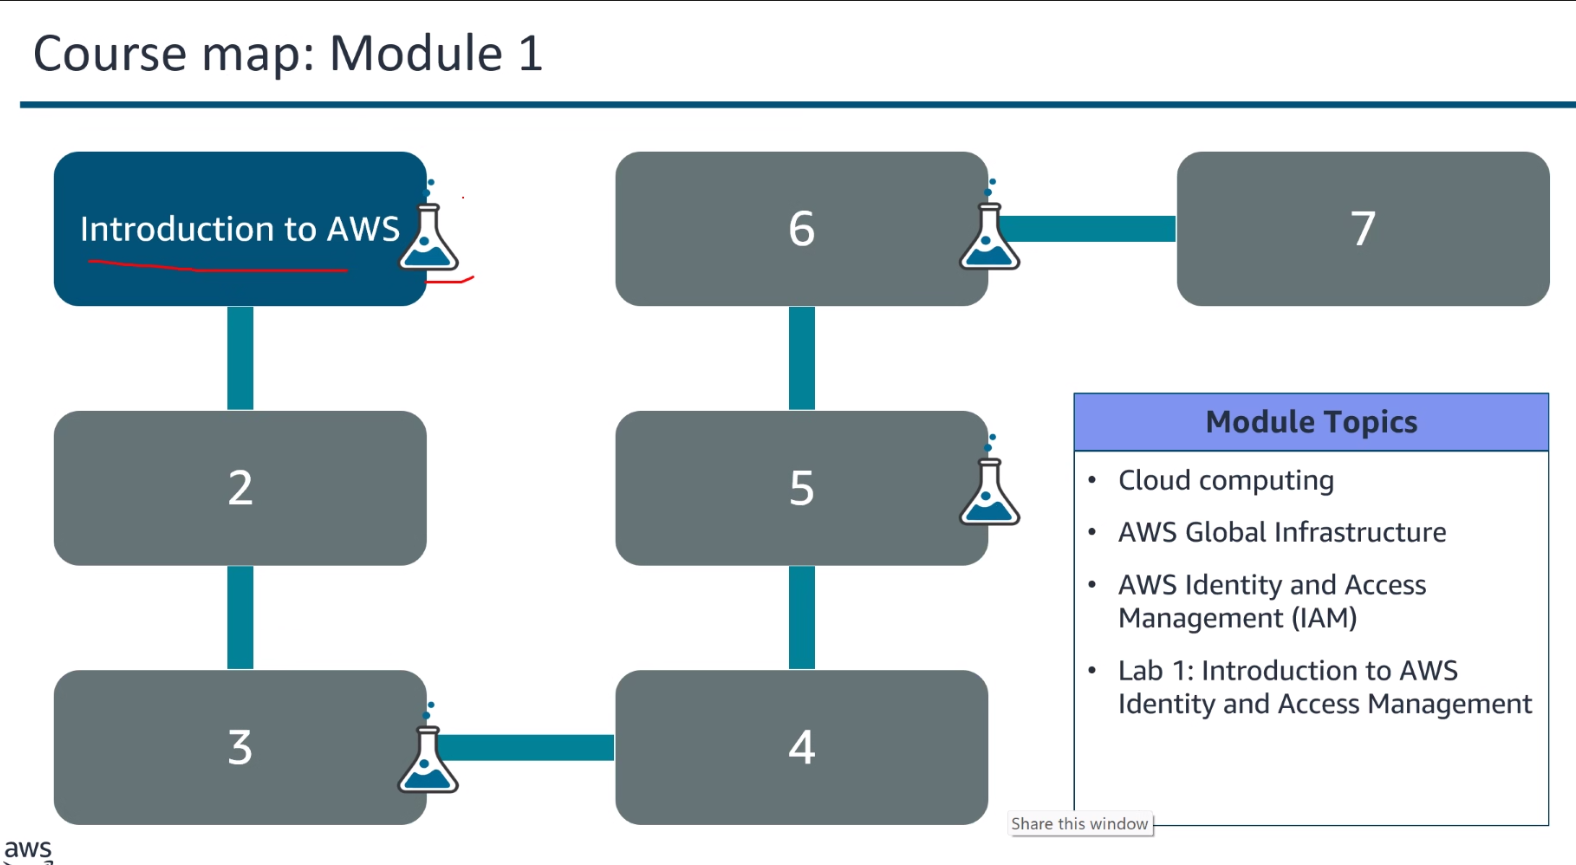 Course map: Module 1
Introduction to AWS
6
7
2
5
3
4
Module Topics
• Cloud computing
• AWS Global Infrastructure
• AWS Identity and Access
Management (IAM)
• Lab 1: Introduction to AWS
Identity and Access Management
Share this window
aws